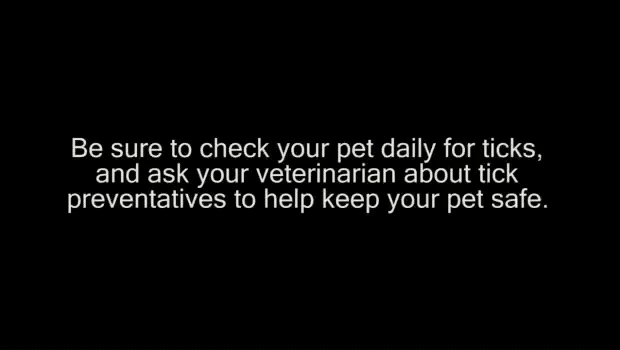 Be sure to check your pet daily for ticks,
and ask your veterinarian about tick
preventatives to help keep your pet safe.